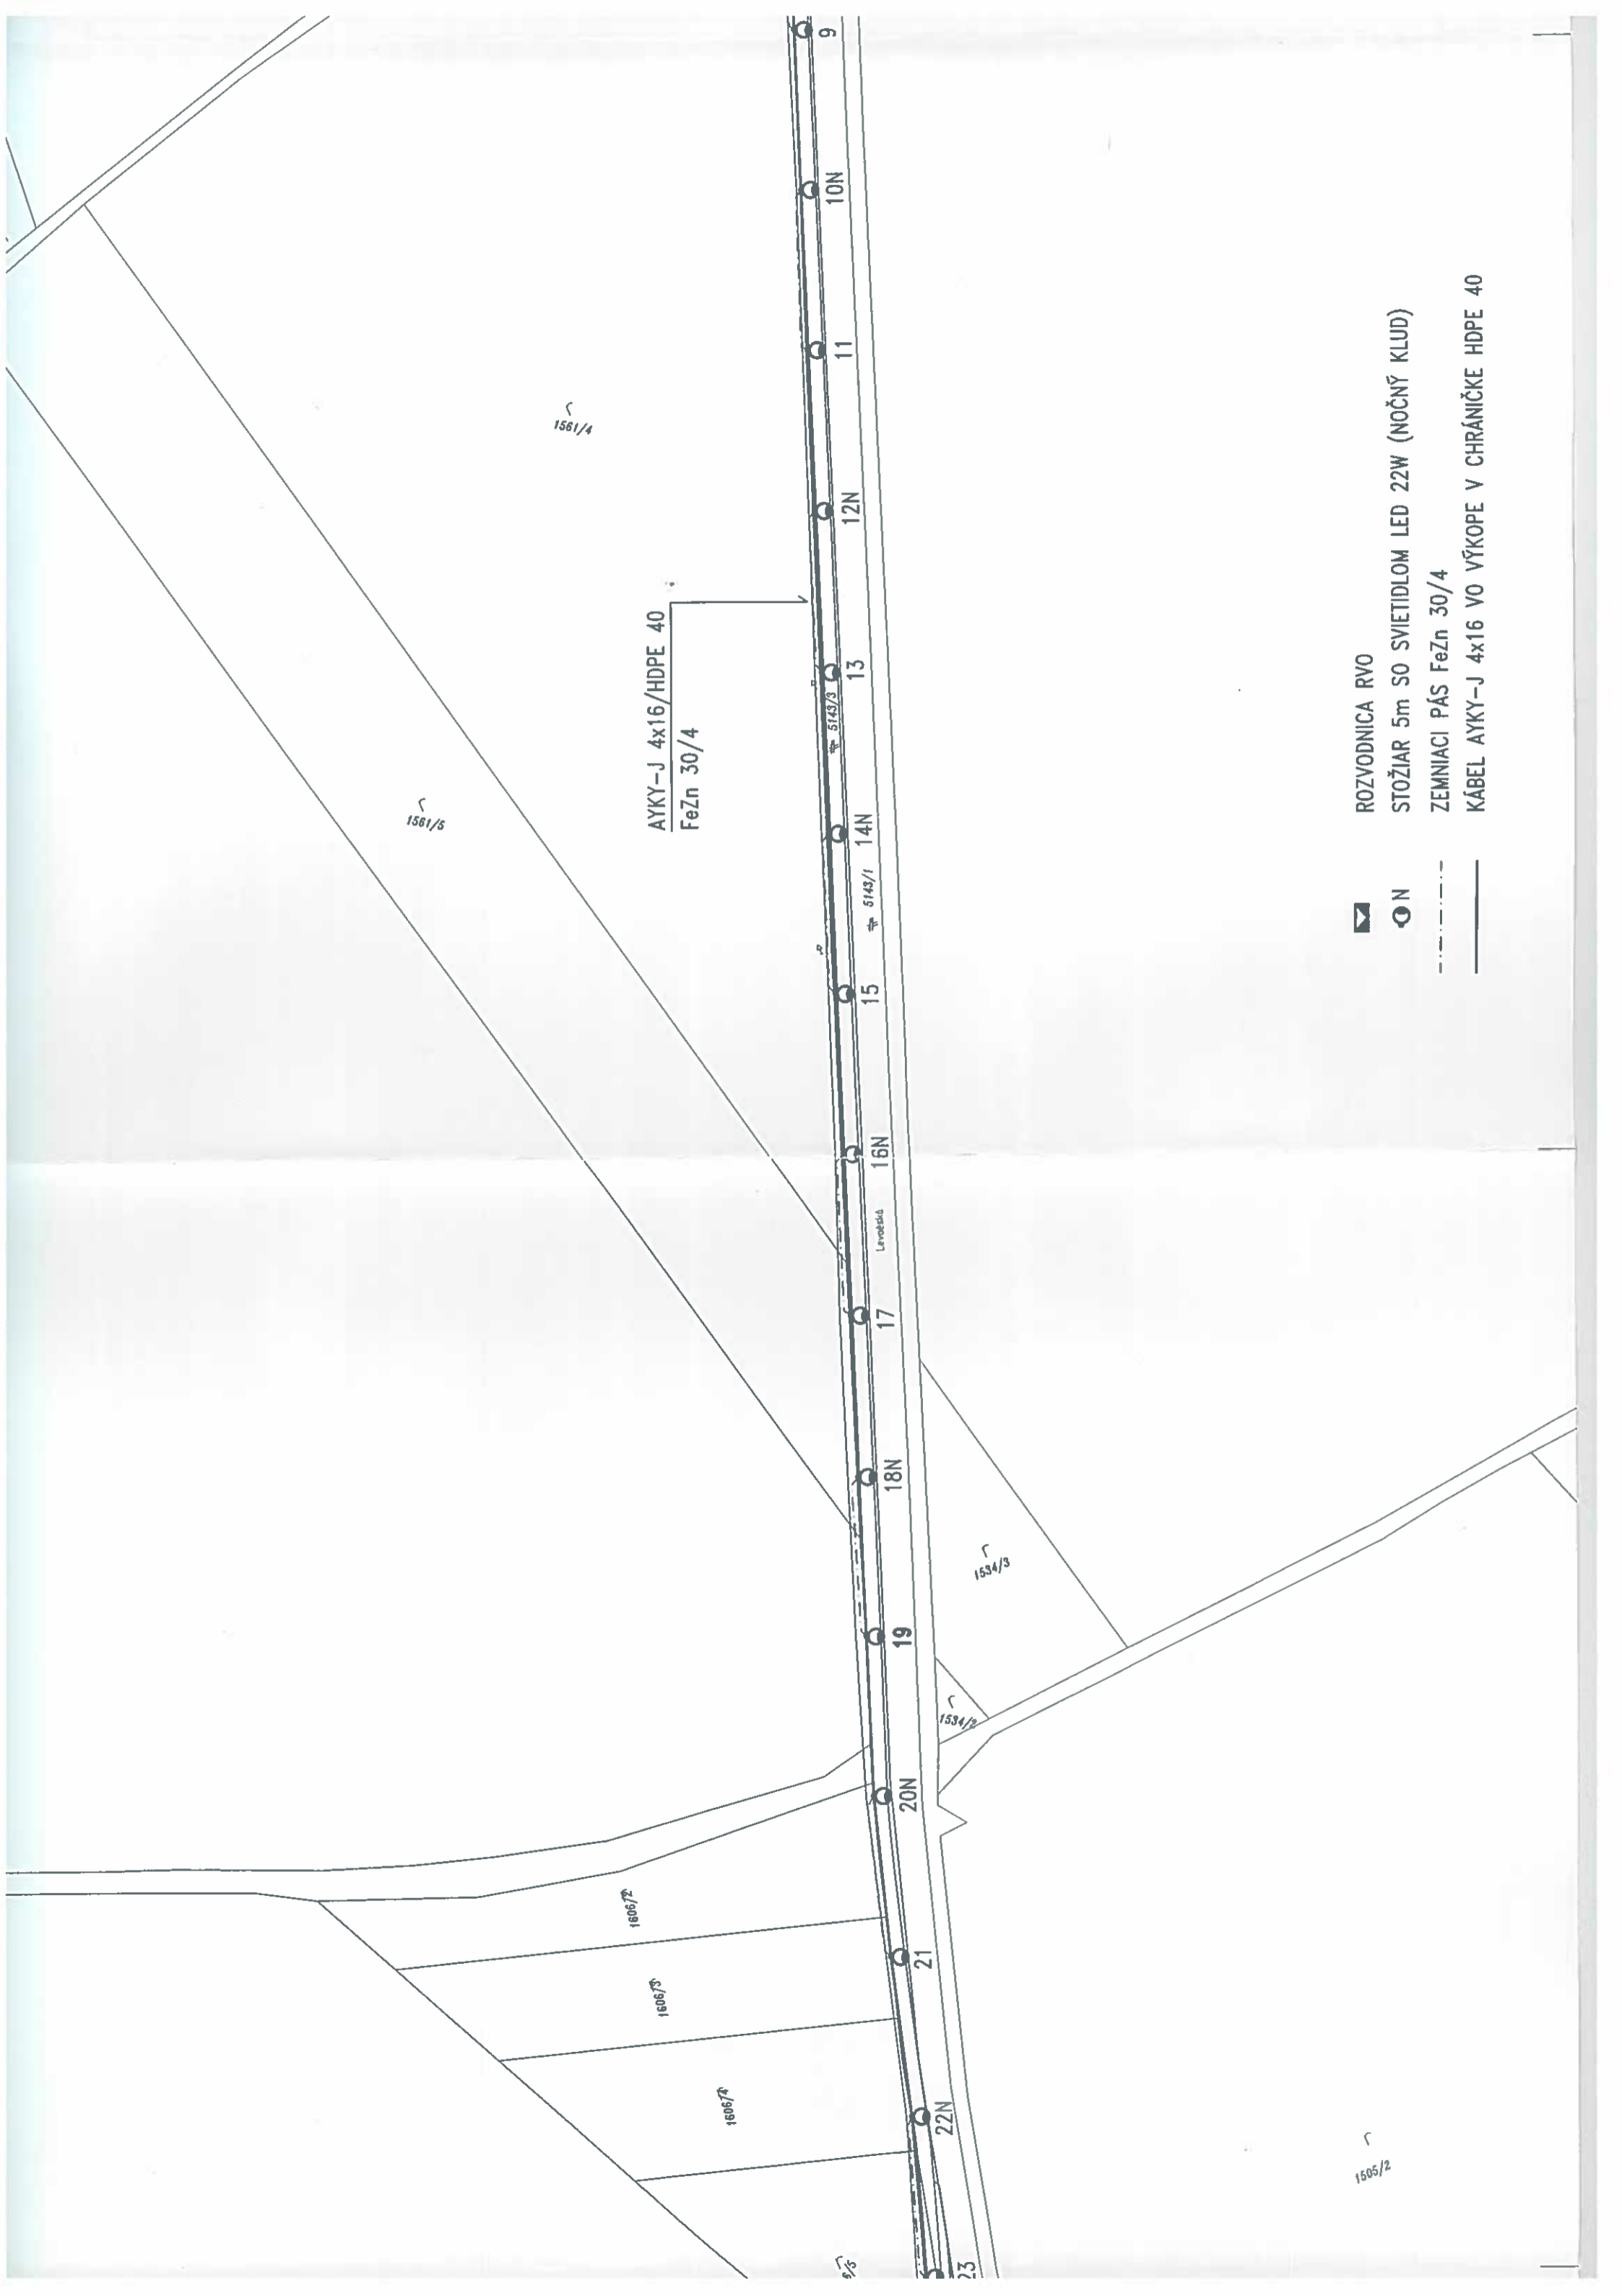 9
10N
11
12N
13
14N
15
16N
17
18N
19
20N
21
22N
23
1561/4
1561/5
AYKY-J 4x16/HDPE 40
FeZn 30/4
5143/3
5143/1
Levočská
1534/3
1534/2
1606/2
1606/3
1606/4
1505/2
ROZVODNICA RVO
N STOŽIAR 5m SO SVIETIDLOM LED 22W (NOČNÝ KLUD)
ZEMNIACI PÁS FeZn 30/4
KÁBEL AYKY-J 4x16 VO VÝKOPE V CHRÁNIČKE HDPE 40